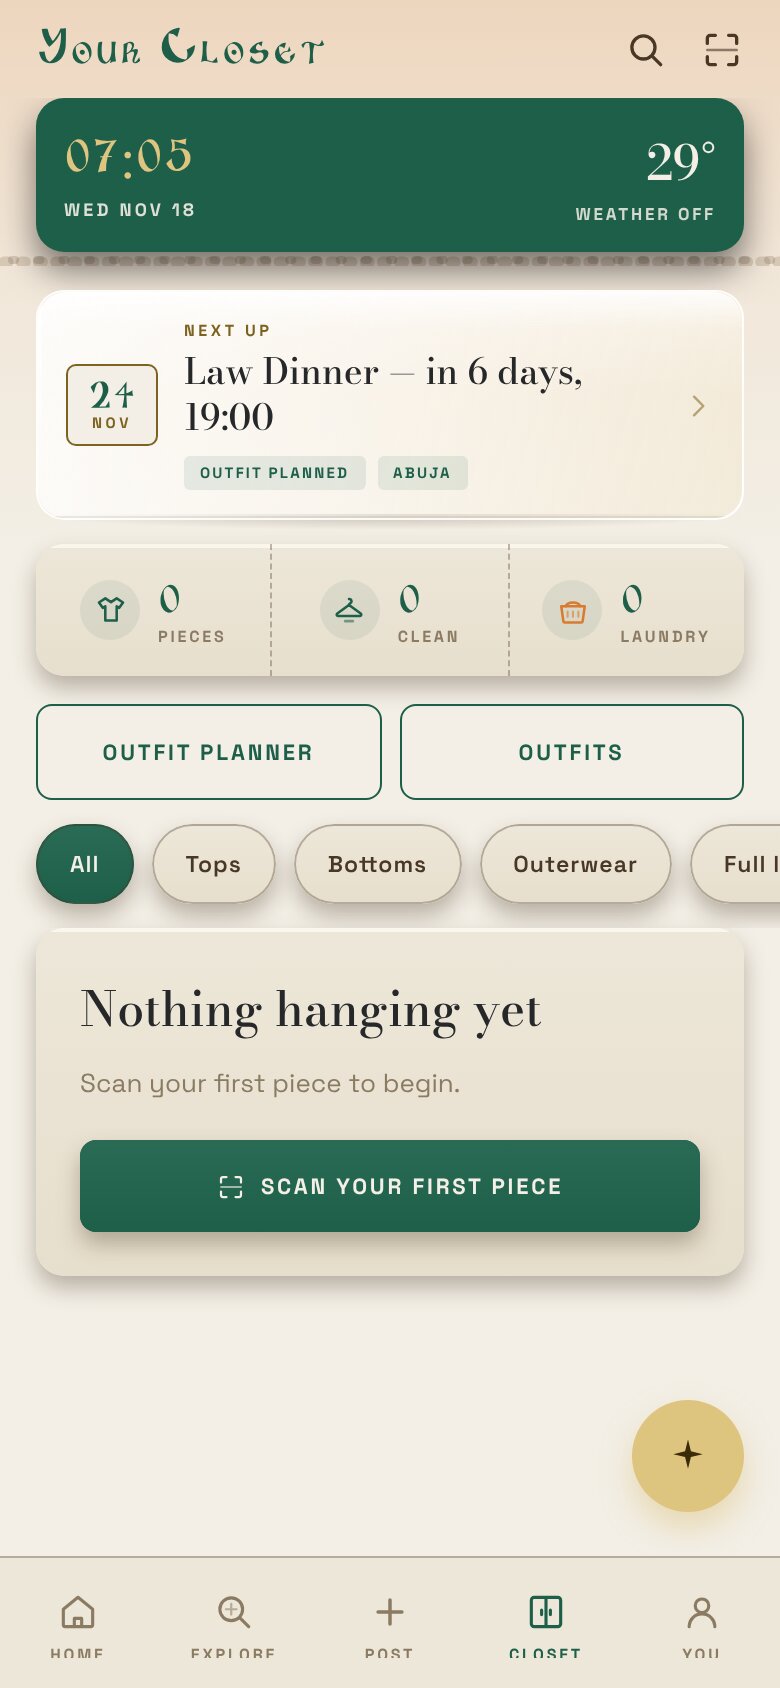 Your Closet
07:05
29°
WED NOV 18
WEATHER OFF
NEXT UP
24
NOV
Law Dinner — in 6 days,
19:00
OUTFIT PLANNED
ABUJA
0
PIECES
0
CLEAN
0
LAUNDRY
OUTFIT PLANNER
OUTFITS
All
Tops
Bottoms
Outerwear
Full
Nothing hanging yet
Scan your first piece to begin.
SCAN YOUR FIRST PIECE
HOME
EXPLORE
POST
CLOSET
YOU